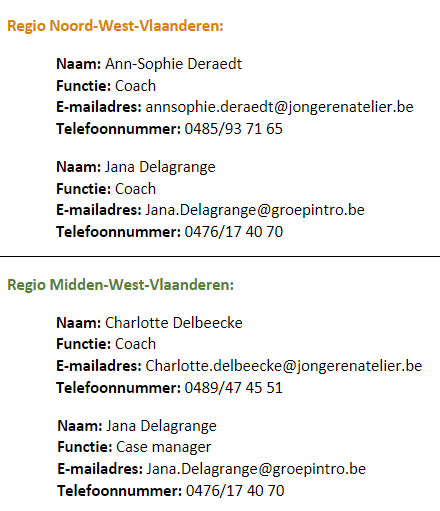 Regio Noord-West-Vlaanderen:
Naam: Ann-Sophie Deraedt
Functie: Coach
E-mailadres: annsophie.deraedt@jongerenatelier.be
Telefoonnummer: 0485/93 71 65
Naam: Jana Delagrange
Functie: Coach
E-mailadres: Jana.Delagrange@groepintro.be
Telefoonnummer: 0476/17 40 70
Regio Midden-West-Vlaanderen:
Naam: Charlotte Delbeecke
Functie: Coach
E-mailadres: Charlotte.delbeecke@jongerenatelier.be
Telefoonnummer: 0489/47 45 51
Naam: Jana Delagrange
Functie: Case manager
E-mailadres: Jana.Delagrange@groepintro.be
Telefoonnummer: 0476/17 40 70